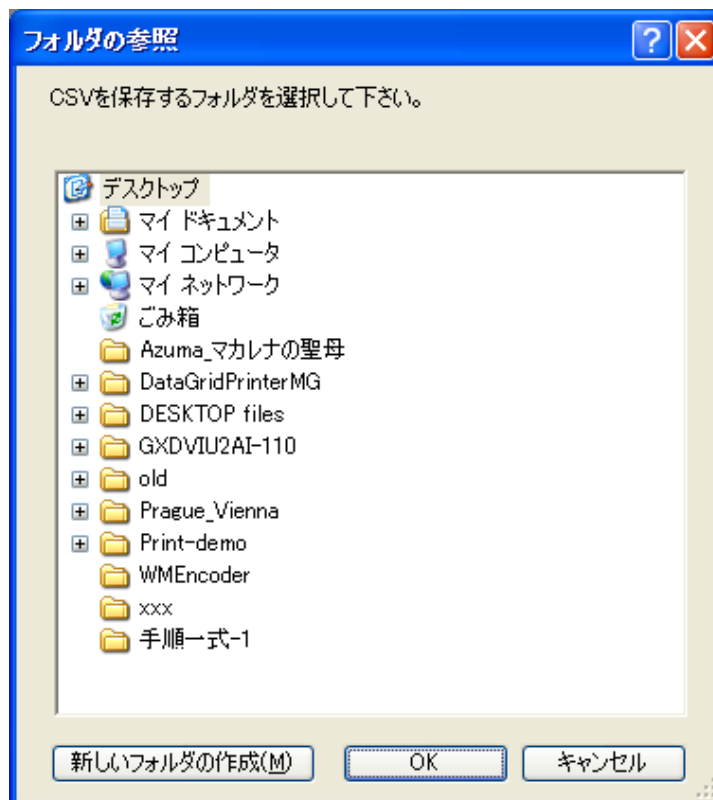 フォルダの参照
CSVを保存するフォルダを選択して下さい。
デスクトップ
マイ ドキュメント
マイ コンピュータ
マイ ネットワーク
ごみ箱
Azuma_マカレナの聖母
DataGridPrinterMG
DESKTOP files
GXDVIU2AI-110
old
Prague_Vienna
Print-demo
WMEncoder
xxx
手順一式-1
新しいフォルダの作成(M) OK キャンセル